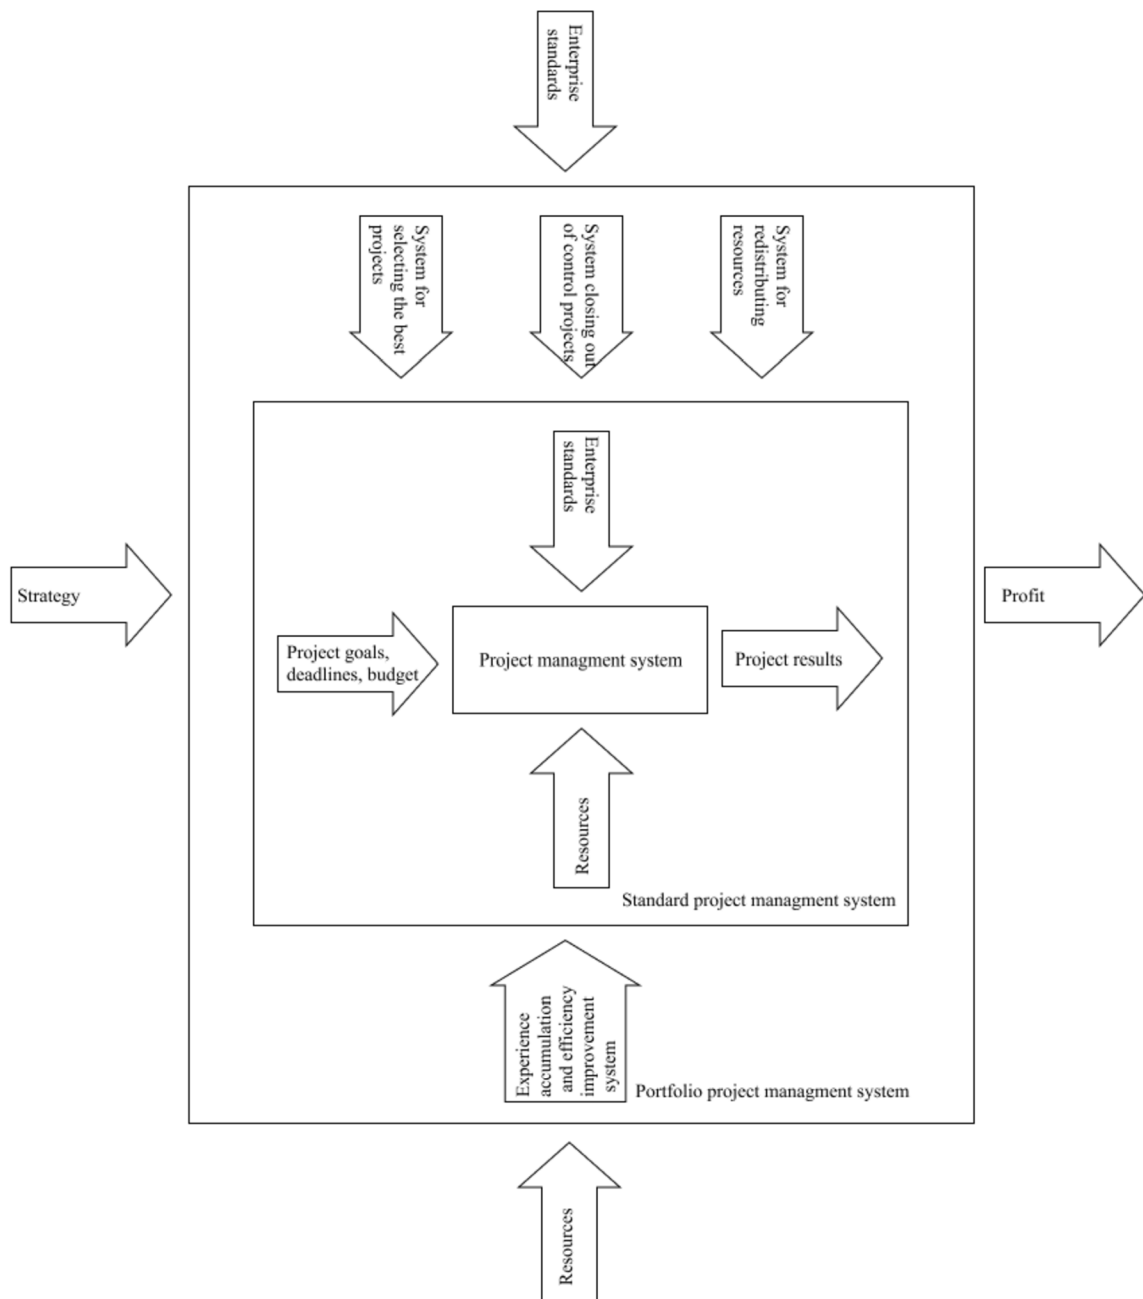 Enterprise
standards
System for
selecting the best
projects
System closing out
of control projects
System for
redistributing
resources
Enterprise
standards
Strategy
Profit
Project goals,
deadlines, budget
Project managment system
Project results
Resources
Standard project managment system
Experience
accumulation
and efficiency
improvement
system
Portfolio project managment system
Resources